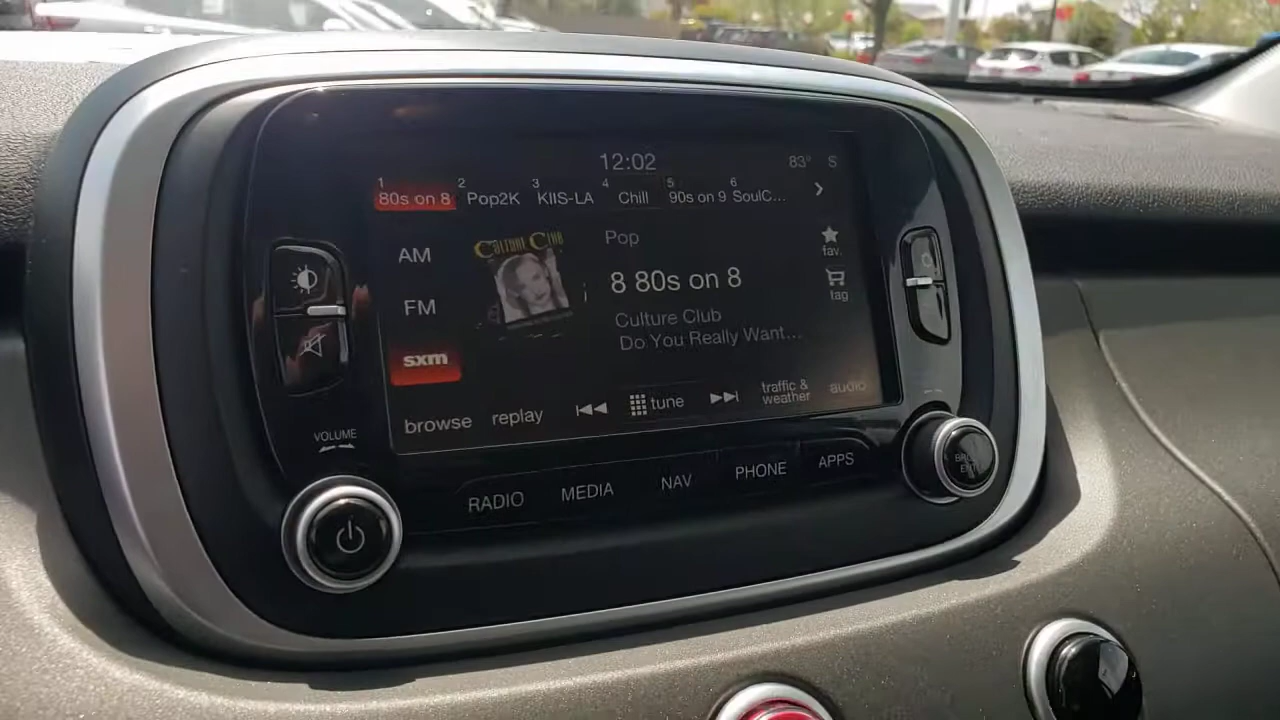 12:02
83° S
1 80s on 8 2 Pop2K 3 KIIS-LA 4 Chill 5 90s on 9 6 SoulC...
Pop
AM
CULTURE CLUB
fav.
8 80s on 8
FM
tag
Culture Club
Do You Really Want...
sxm
browse replay tune traffic & weather audio
VOLUME
RADIO MEDIA NAV PHONE APPS